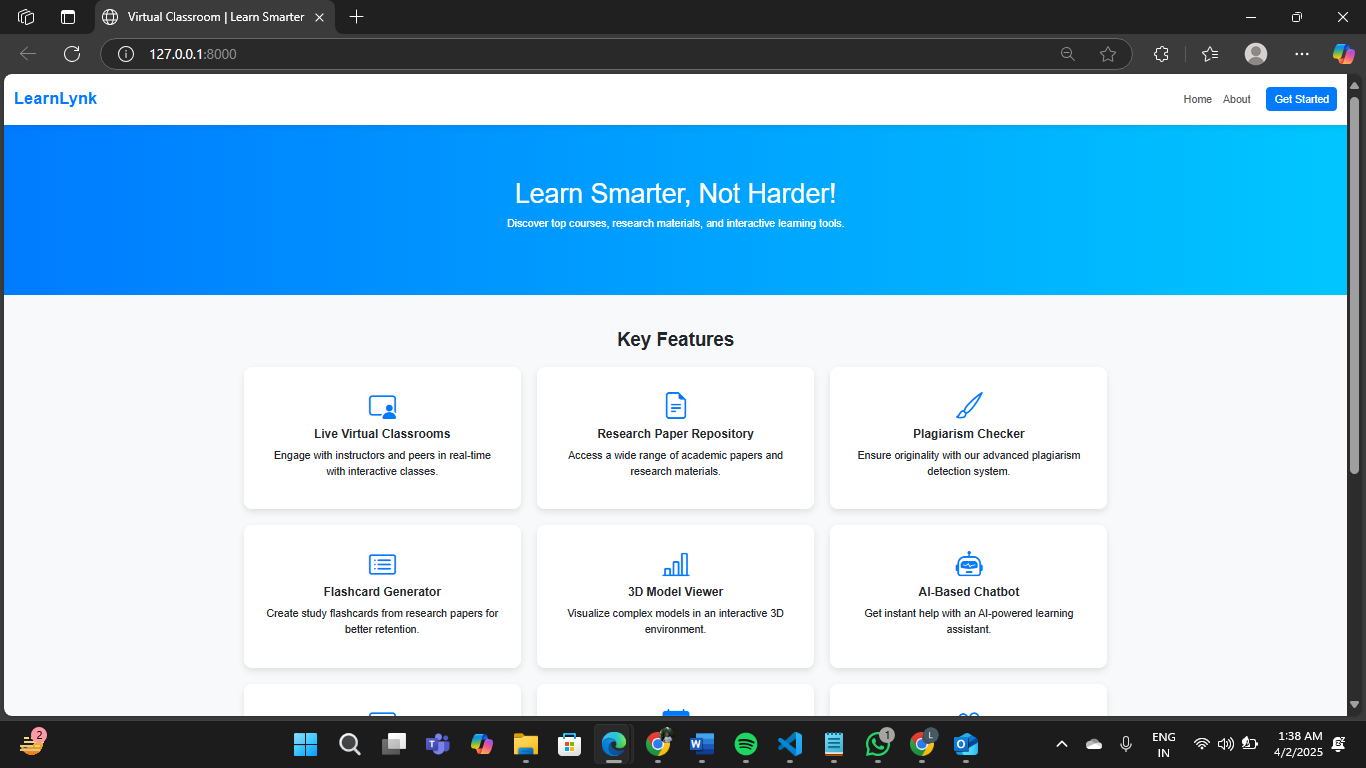 Virtual Classroom | Learn Smarter
127.0.0.1:8000
LearnLynk
Home About Get Started
Learn Smarter, Not Harder!
Discover top courses, research materials, and interactive learning tools.
Key Features
Live Virtual Classrooms
Engage with instructors and peers in real-time
with interactive classes.
Research Paper Repository
Access a wide range of academic papers and
research materials.
Plagiarism Checker
Ensure originality with our advanced plagiarism
detection system.
Flashcard Generator
Create study flashcards from research papers for
better retention.
3D Model Viewer
Visualize complex models in an interactive 3D
environment.
AI-Based Chatbot
Get instant help with an AI-powered learning
assistant.
2
1
L
ENG
IN
1:38 AM
4/2/2025